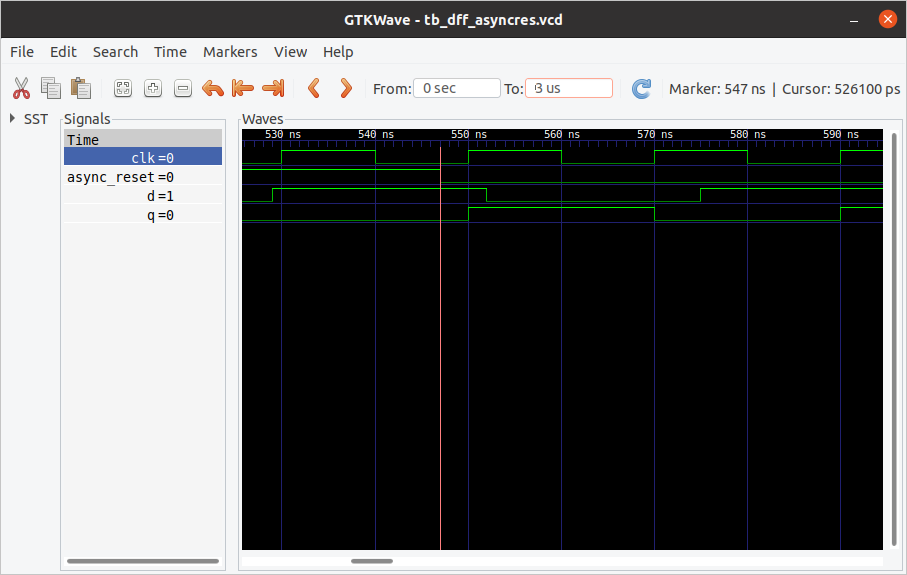 GTKWave - tb_dff_asyncres.vcd
File Edit Search Time Markers View Help
From: 0 sec To: 3 us Marker: 547 ns | Cursor: 526100 ps
SST
Signals
Waves
Time
clk =0
async_reset =0
d =1
q =0
530 ns 540 ns 550 ns 560 ns 570 ns 580 ns 590 ns